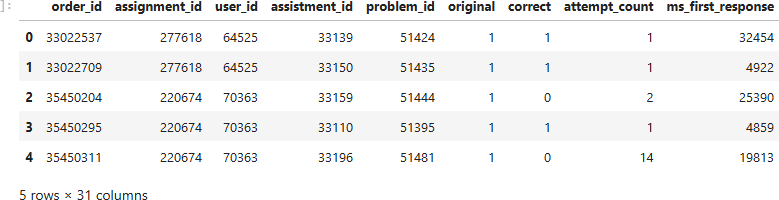 ]:
order_id assignment_id user_id assistment_id problem_id original correct attempt_count ms_first_response
0 33022537 277618 64525 33139 51424 1 1 1 32454
1 33022709 277618 64525 33150 51435 1 1 1 4922
2 35450204 220674 70363 33159 51444 1 0 2 25390
3 35450295 220674 70363 33110 51395 1 1 1 4859
4 35450311 220674 70363 33196 51481 1 0 14 19813
5 rows × 31 columns